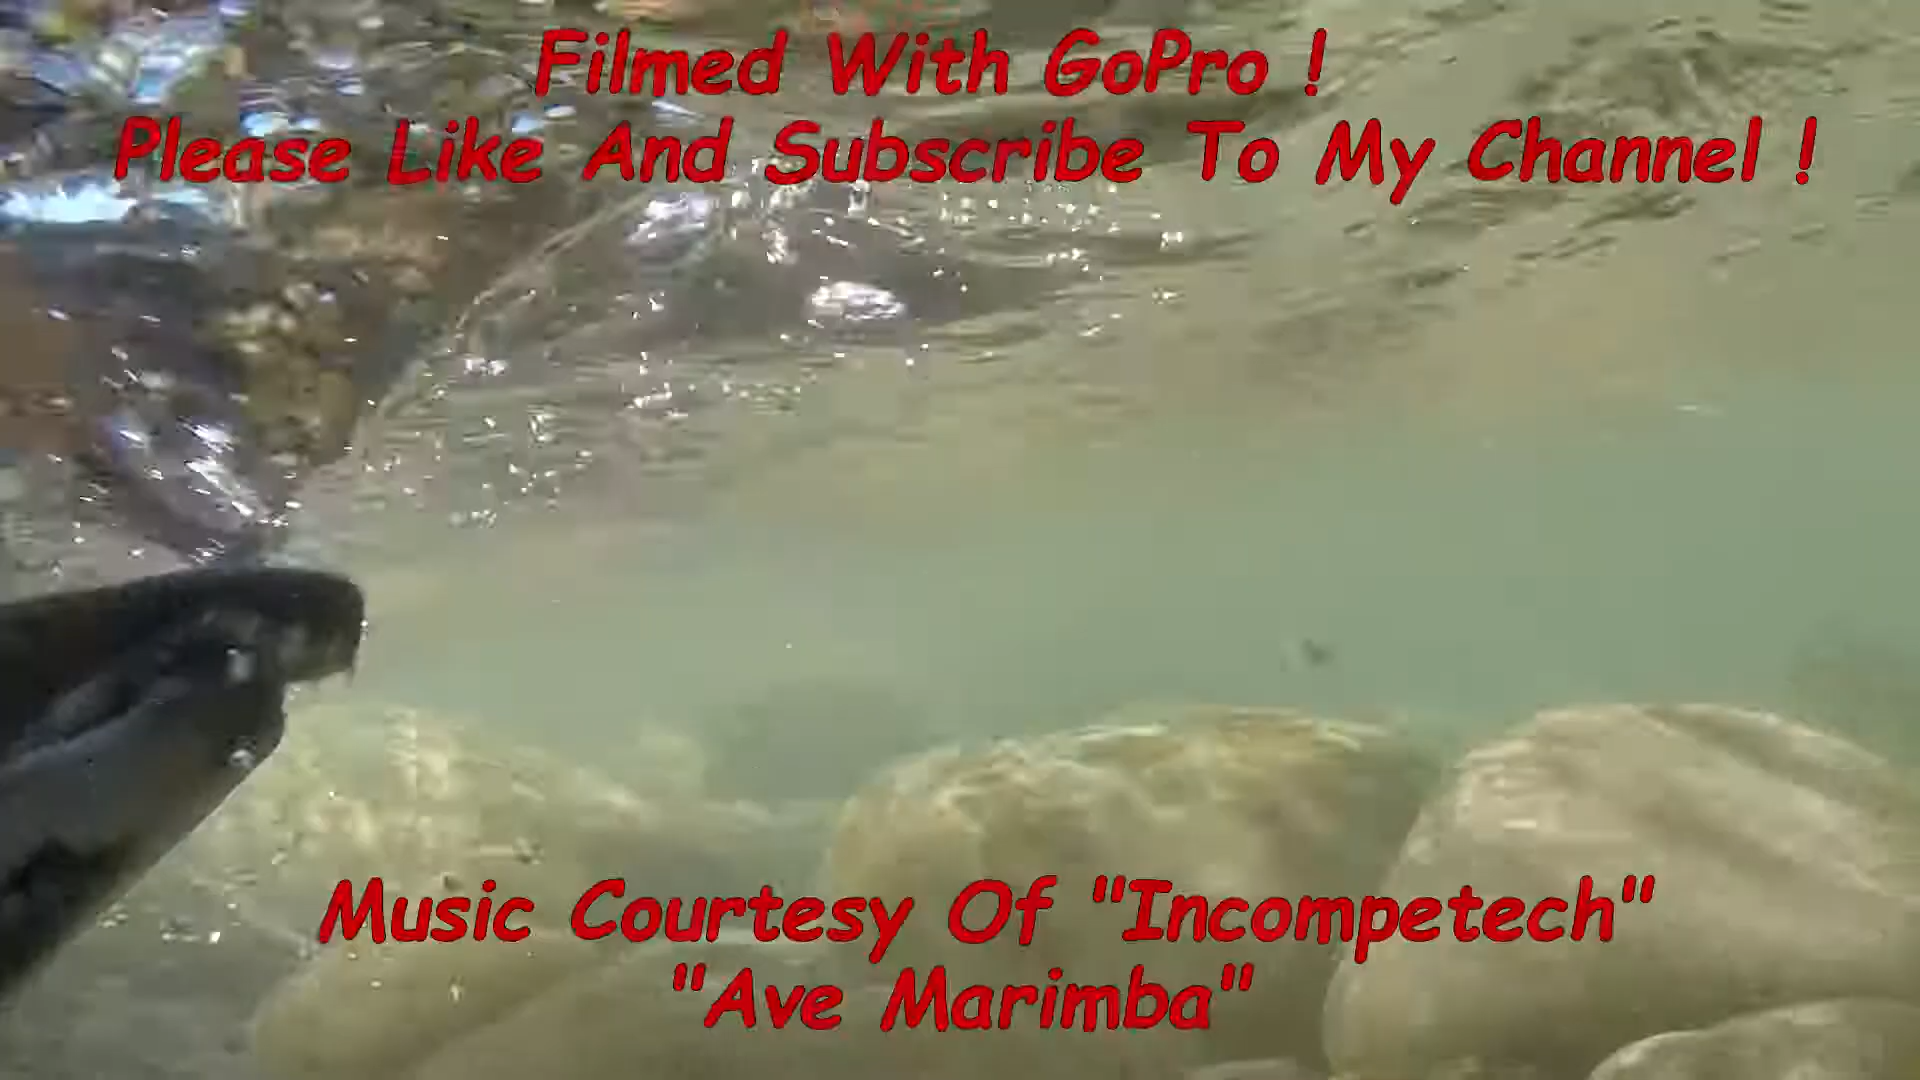 Filmed With GoPro !
Please Like And Subscribe To My Channel !
Music Courtesy Of "Incompetech"
"Ave Marimba"